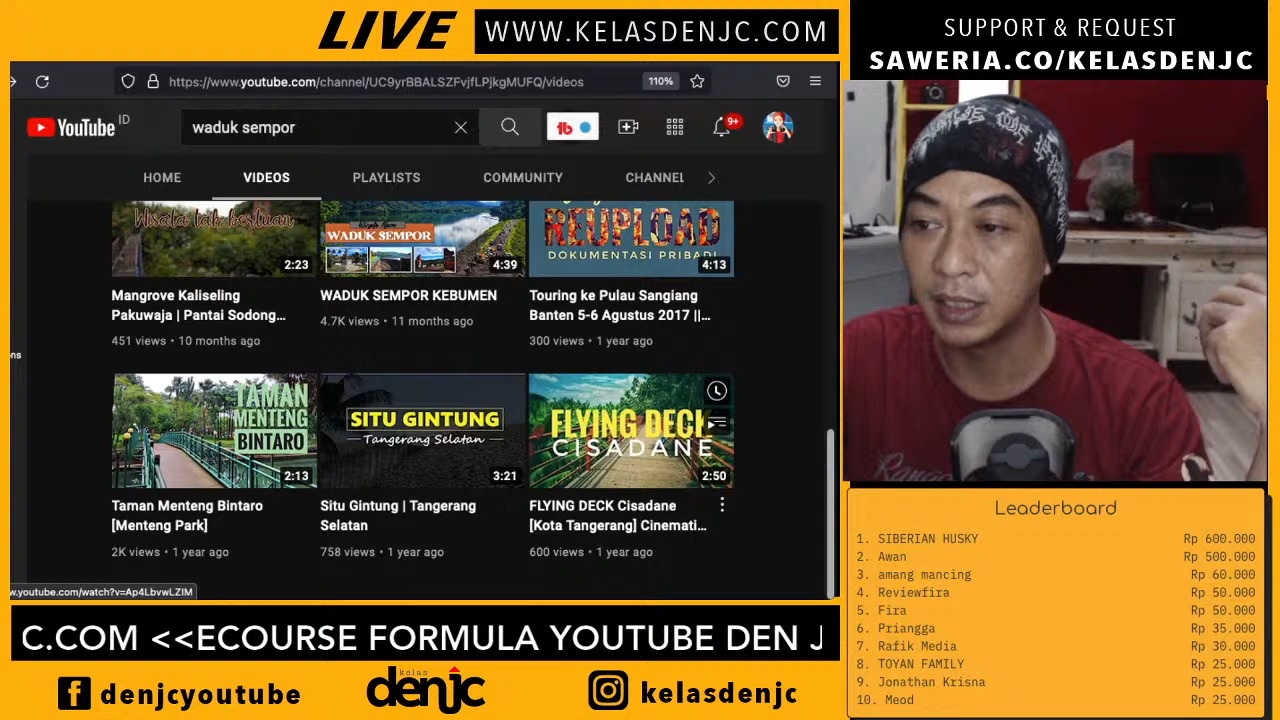 LIVE
WWW.KELASDENJC.COM
SUPPORT & REQUEST
SAWERIA.CO/KELASDENJC
https://www.youtube.com/channel/UC9yrBBALSZFvjfLPjkgMUFQ/videos
110%
YouTube ID
waduk sempor
9+
HOME
VIDEOS
PLAYLISTS
COMMUNITY
CHANNEL
Wisata tak bertuan
2:23
WADUK SEMPOR
4:39
REUPLOAD
DOKUMENTASI PRIBADI
4:13
Mangrove Kaliseling
Pakuwaja | Pantai Sodong...
451 views • 10 months ago
WADUK SEMPOR KEBUMEN
4.7K views • 11 months ago
Touring ke Pulau Sangiang
Banten 5-6 Agustus 2017 ||...
300 views • 1 year ago
ons
TAMAN
MENTENG
BINTARO
2:13
SITU GINTUNG
Tangerang Selatan
3:21
FLYING DECK
CISADANE
2:50
Taman Menteng Bintaro
[Menteng Park]
2K views • 1 year ago
Situ Gintung | Tangerang
Selatan
758 views • 1 year ago
FLYING DECK Cisadane
[Kota Tangerang] Cinemati...
600 views • 1 year ago
w.youtube.com/watch?v=Ap4LbvwLZIM
C.COM <<ECOURSE FORMULA YOUTUBE DEN J
denjcyoutube
kelas
denjc
kelasdenjc
Leaderboard
1. SIBERIAN HUSKY Rp 600.000
2. Awan Rp 500.000
3. amang mancing Rp 60.000
4. Reviewfira Rp 50.000
5. Fira Rp 50.000
6. Priangga Rp 35.000
7. Rafik Media Rp 30.000
8. TOYAN FAMILY Rp 25.000
9. Jonathan Krisna Rp 25.000
10. Meod Rp 25.000